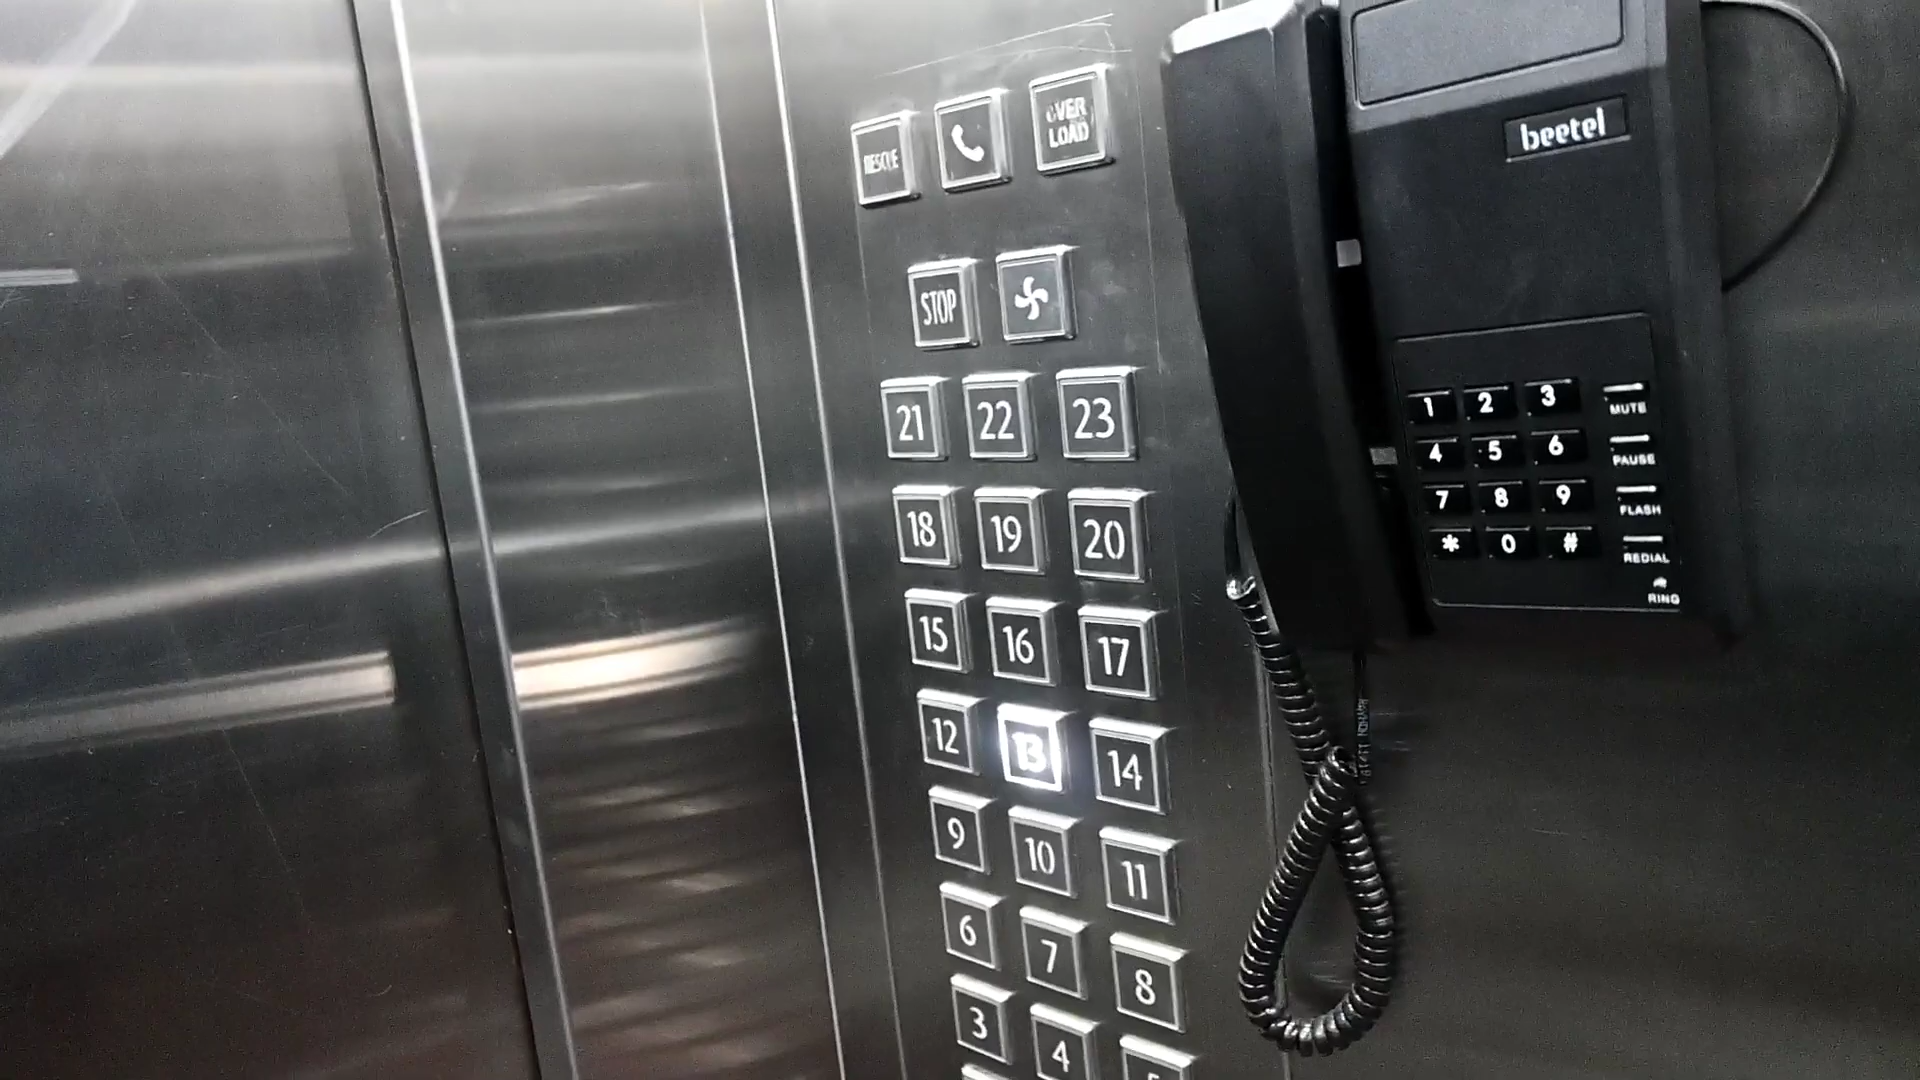 RESCUE
OVER
LOAD
STOP
21 22 23
18 19 20
15 16 17
12 13 14
9 10 11
6 7 8
3 4 5
beetel
1 2 3 MUTE
4 5 6 PAUSE
7 8 9 FLASH
* 0 # REDIAL
RING